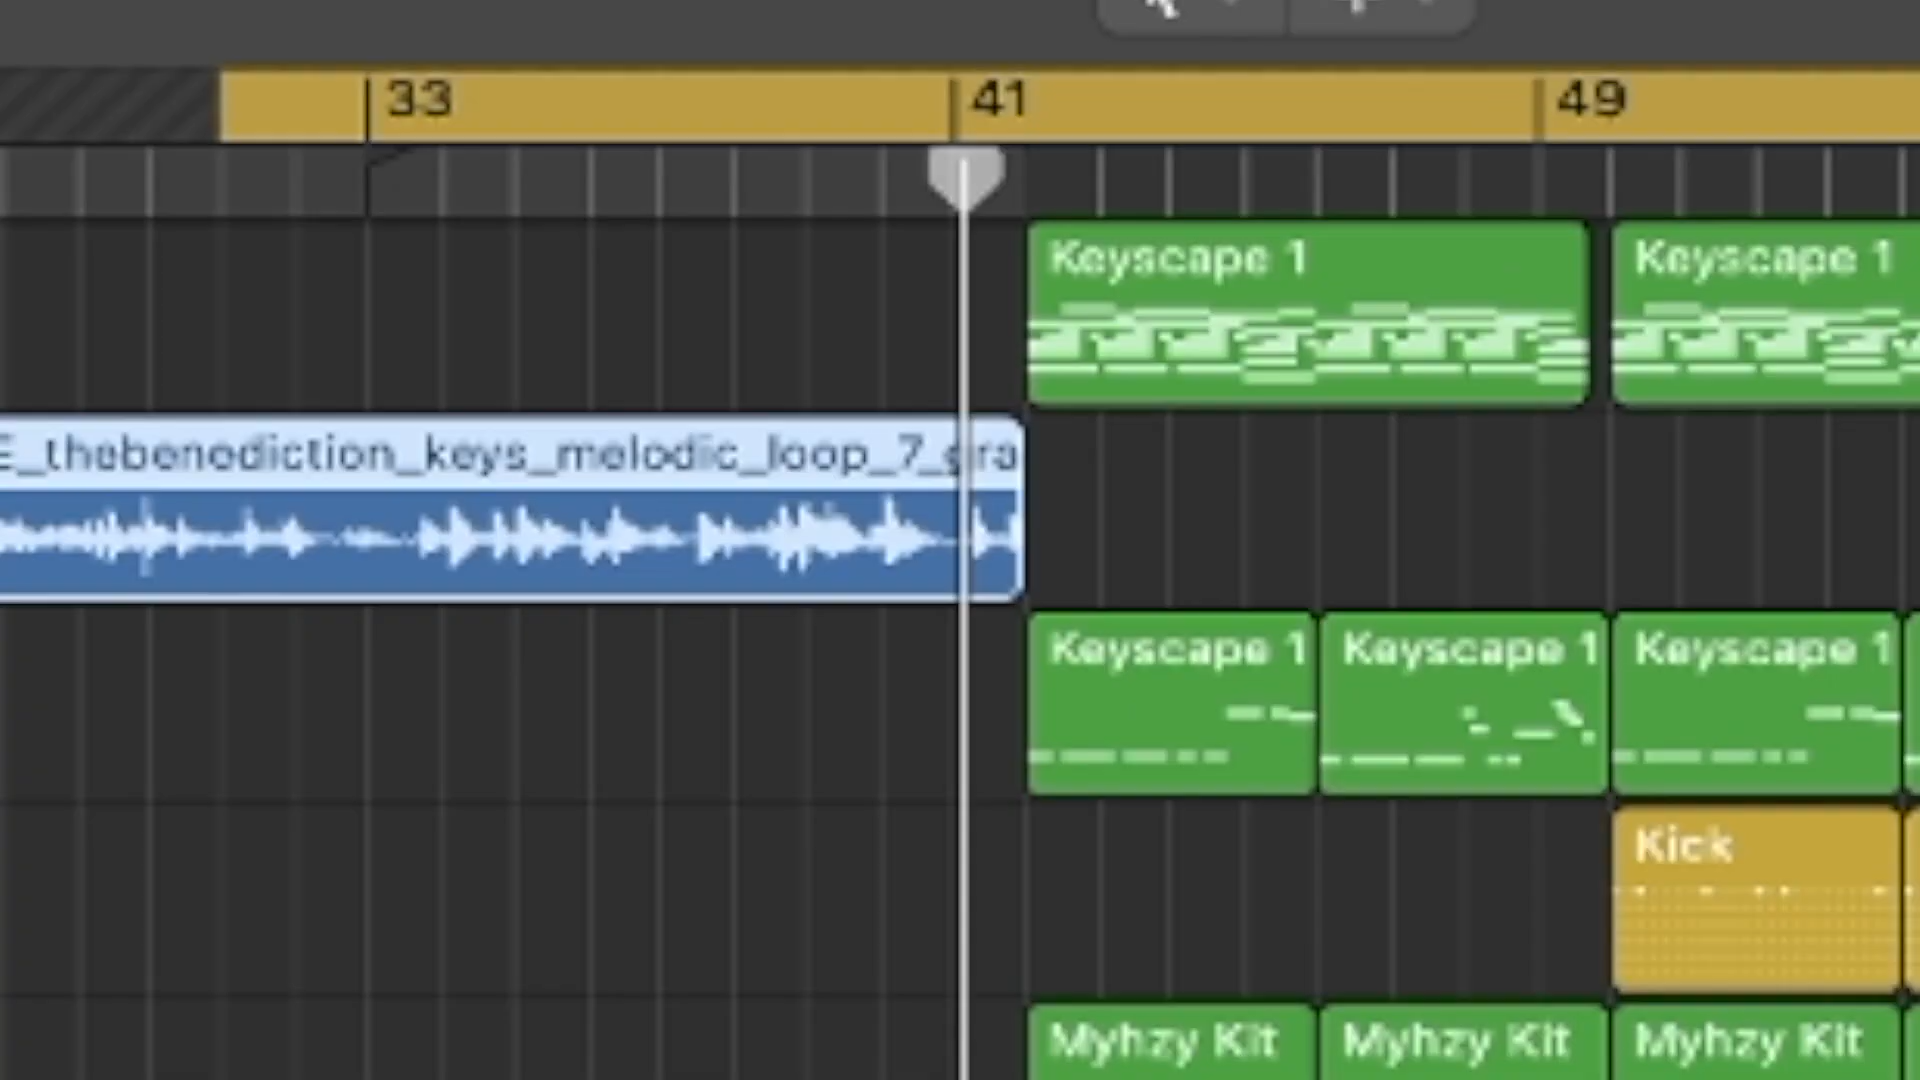 33 41 49
Keyscape 1 Keyscape 1
E_thebenediction_keys_melodic_loop_7_gra
Keyscape 1 Keyscape 1 Keyscape 1
Kick
Myhzy Kit Myhzy Kit Myhzy Kit